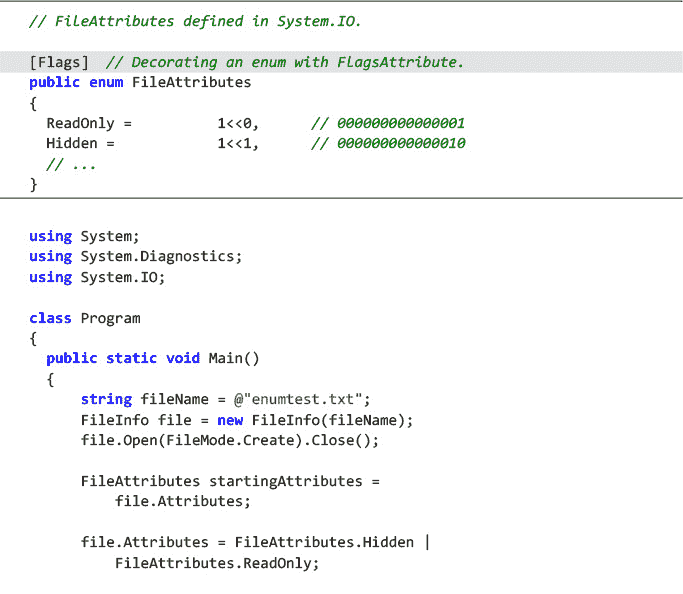 // FileAttributes defined in System.IO.
[Flags]  // Decorating an enum with FlagsAttribute.
public enum FileAttributes
{
  ReadOnly =          1<<0,      // 000000000000001
  Hidden =            1<<1,      // 000000000000010
  // ...
}
using System;
using System.Diagnostics;
using System.IO;
class Program
{
  public static void Main()
  {
      string fileName = @"enumtest.txt";
      FileInfo file = new FileInfo(fileName);
      file.Open(FileMode.Create).Close();
      FileAttributes startingAttributes =
          file.Attributes;
      file.Attributes = FileAttributes.Hidden |
          FileAttributes.ReadOnly;